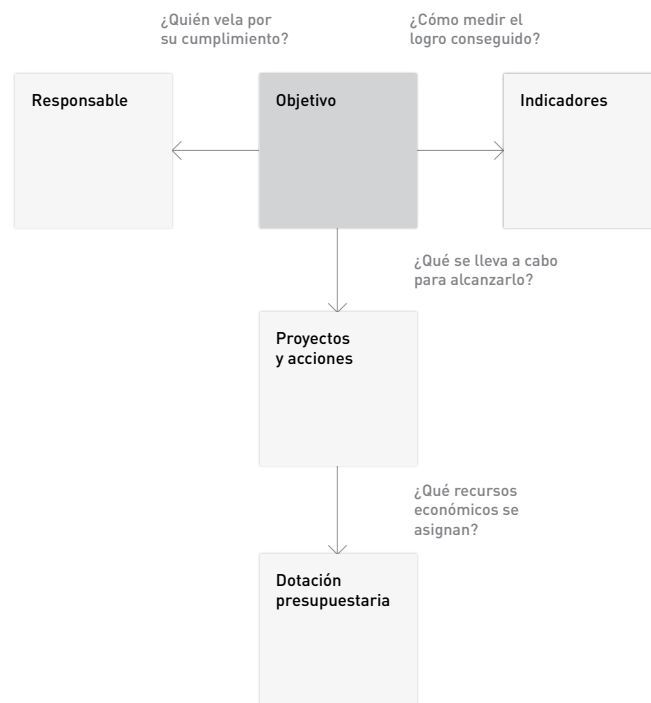 ¿Quién vela por
su cumplimiento?
¿Cómo medir el
logro conseguido?
Responsable
Objetivo
Indicadores
¿Qué se lleva a cabo
para alcanzarlo?
Proyectos
y acciones
¿Qué recursos
económicos se
asignan?
Dotación
presupuestaria